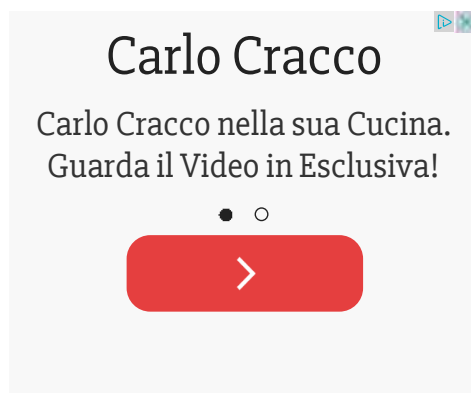 Carlo Cracco
Carlo Cracco nella sua Cucina.
Guarda il Video in Esclusiva!